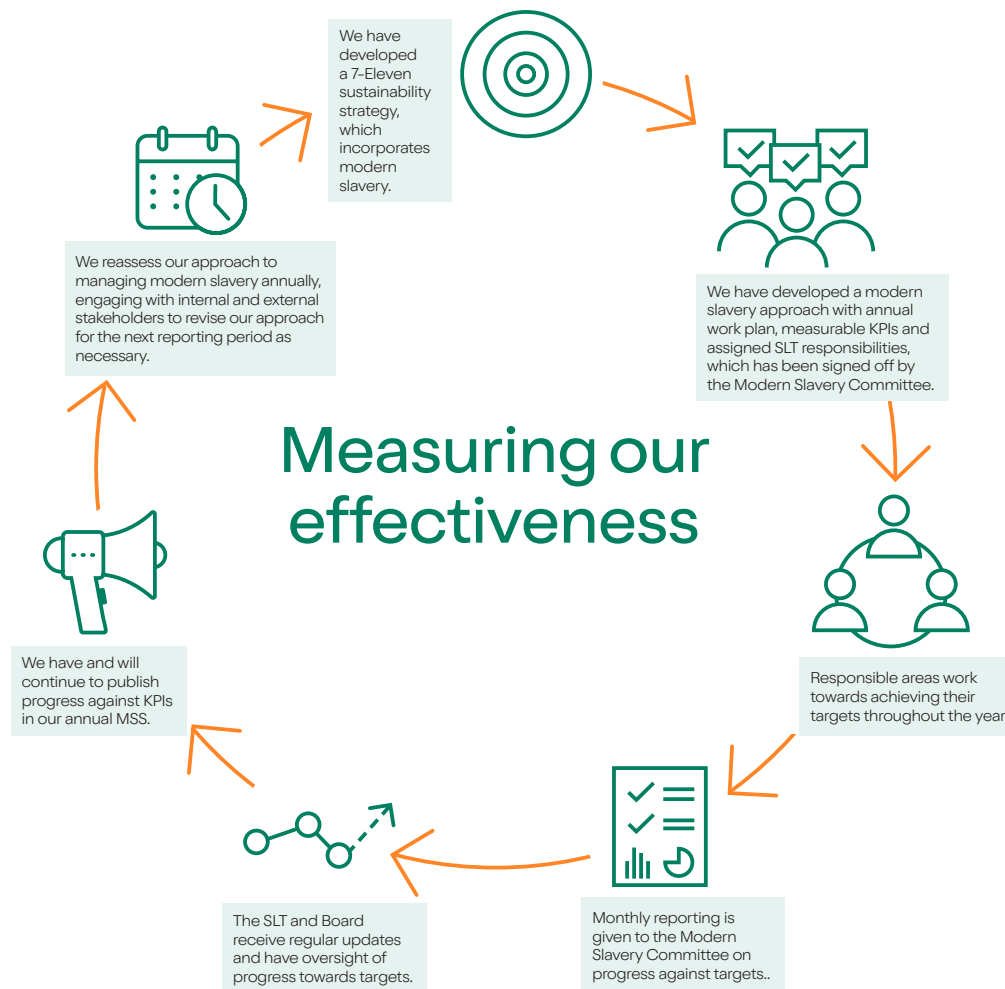 We have
developed
a 7-Eleven
sustainability
strategy,
which
incorporates
modern
slavery.
We have developed a modern
slavery approach with annual
work plan, measurable KPIs and
assigned SLT responsibilities,
which has been signed off by
the Modern Slavery Committee.
We reassess our approach to
managing modern slavery annually,
engaging with internal and external
stakeholders to revise our approach
for the next reporting period as
necessary.
Measuring our
effectiveness
Responsible areas work
towards achieving their
targets throughout the year
Monthly reporting is
given to the Modern
Slavery Committee on
progress against targets..
The SLT and Board
receive regular updates
and have oversight of
progress towards targets.
We have and will
continue to publish
progress against KPIs
in our annual MSS.